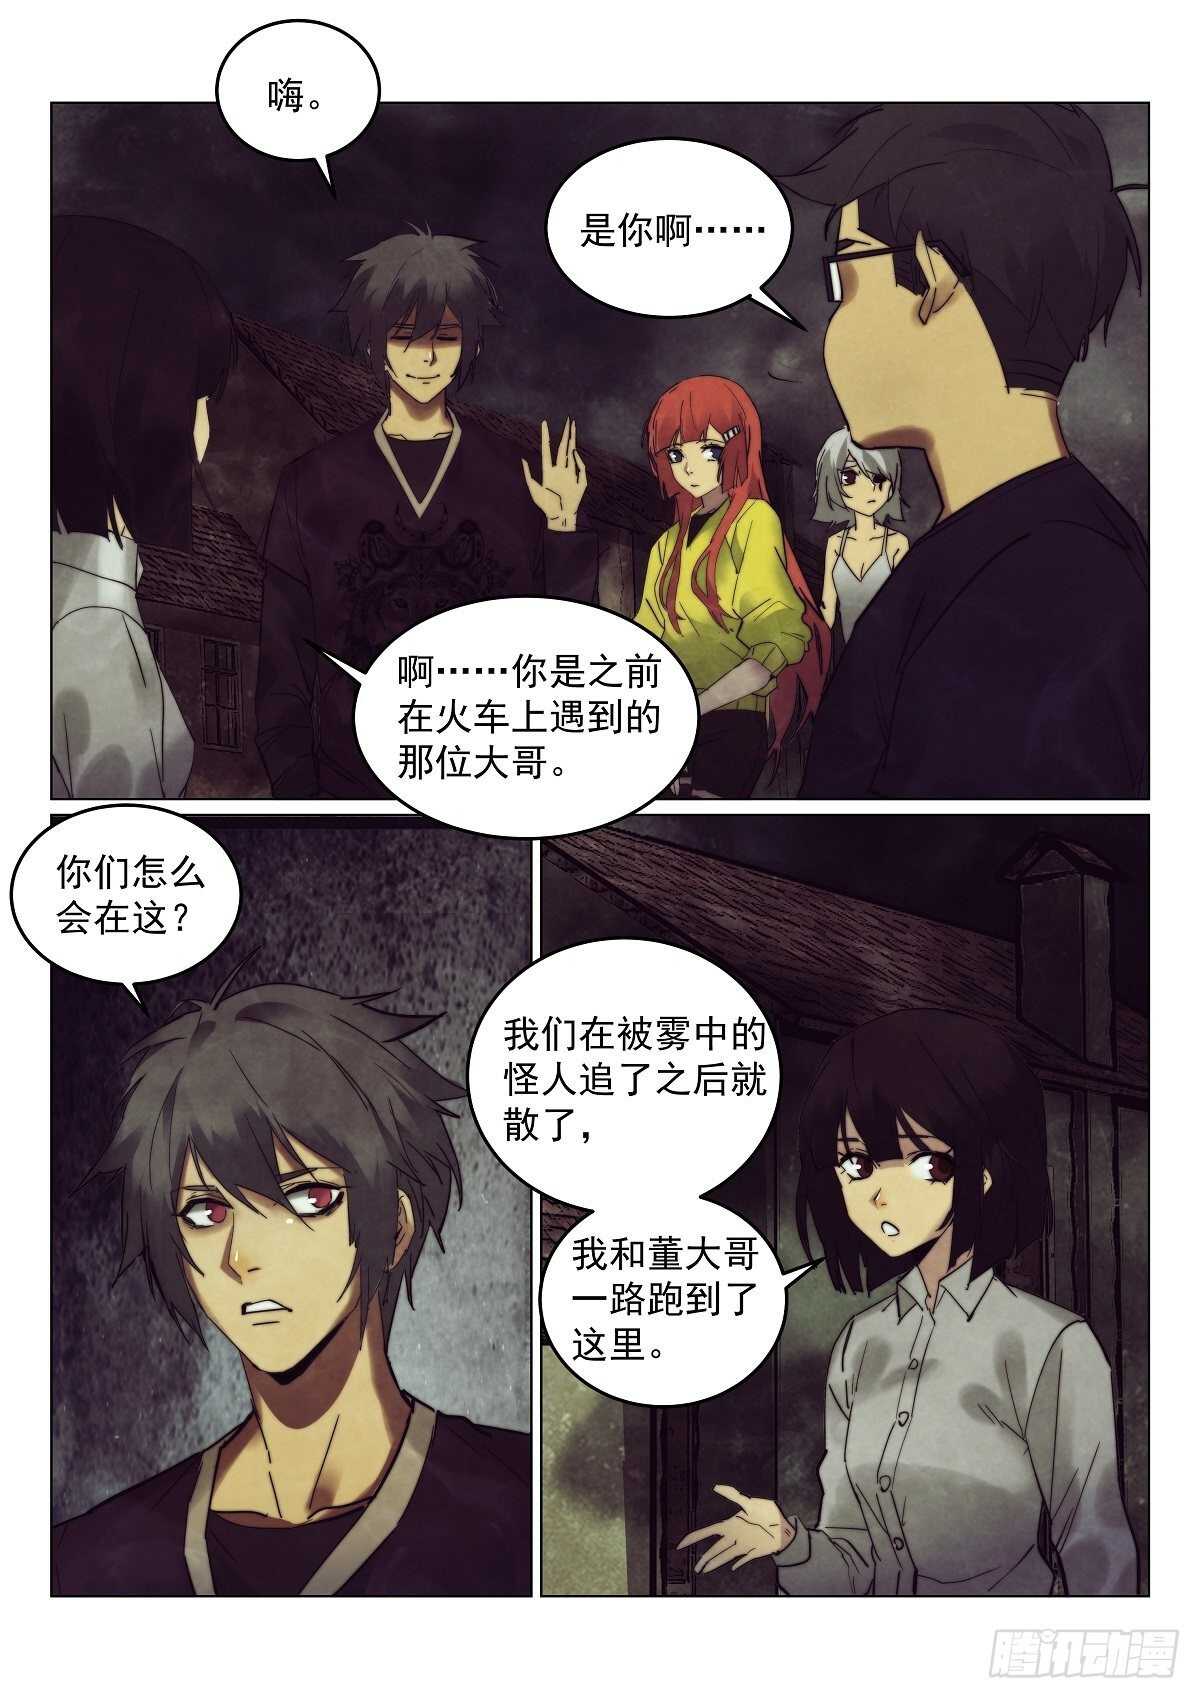 嗨。
是你啊……
啊……你是之前
在火车上遇到的
那位大哥。
你们怎么
会在这？
我们在被雾中的
怪人追了之后就
散了，
我和董大哥
一路跑到了
这里。
腾讯动漫